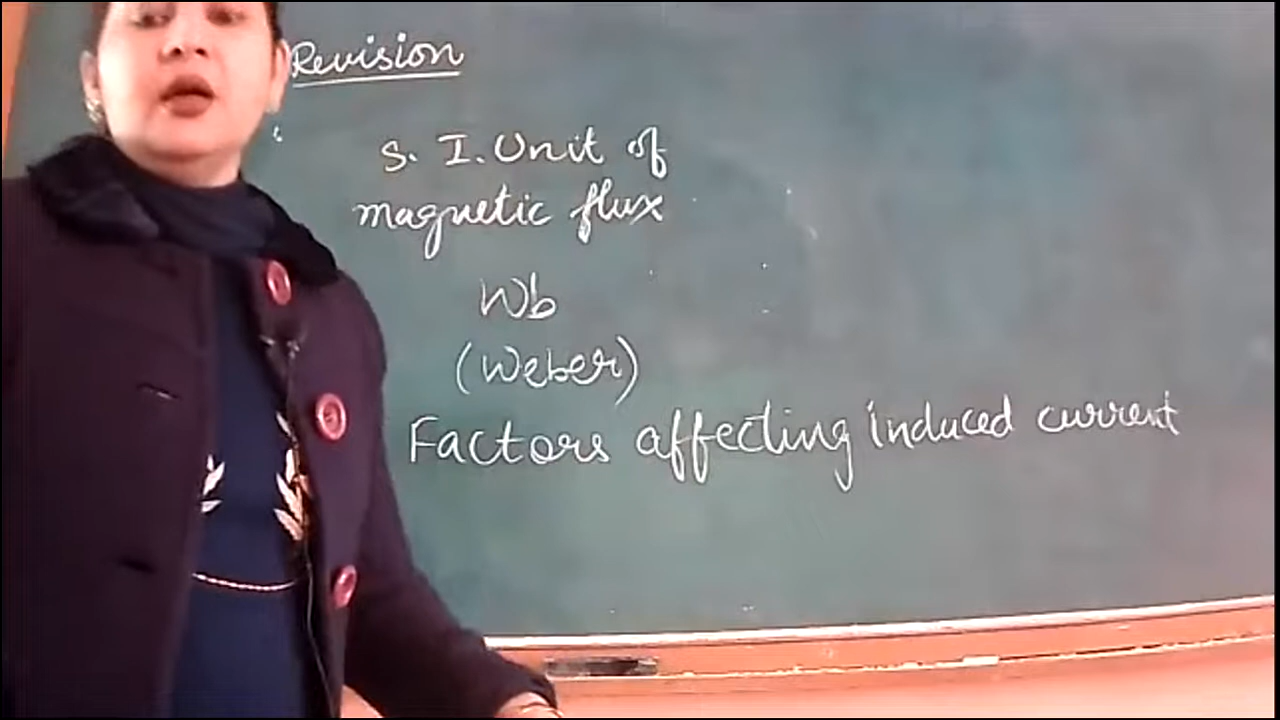 Revision
S. I. Unit of
magnetic flux
Wb
(Weber)
Factors affecting induced current